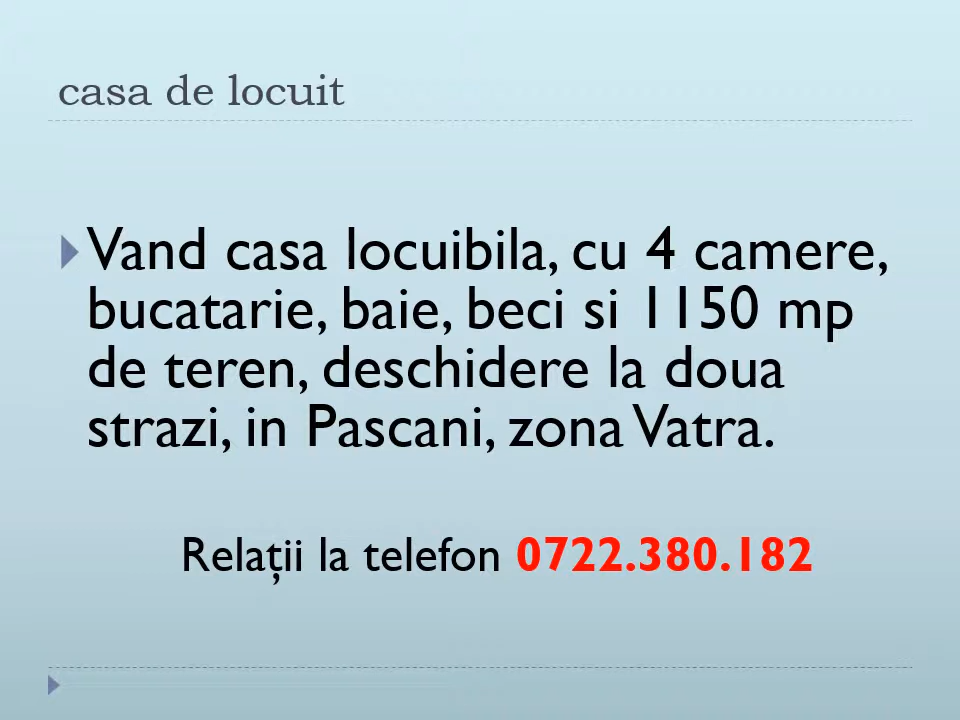 casa de locuit
Vand casa locuibila, cu 4 camere,
bucatarie, baie, beci si 1150 mp
de teren, deschidere la doua
strazi, in Pascani, zona Vatra.
Relații la telefon 0722.380.182